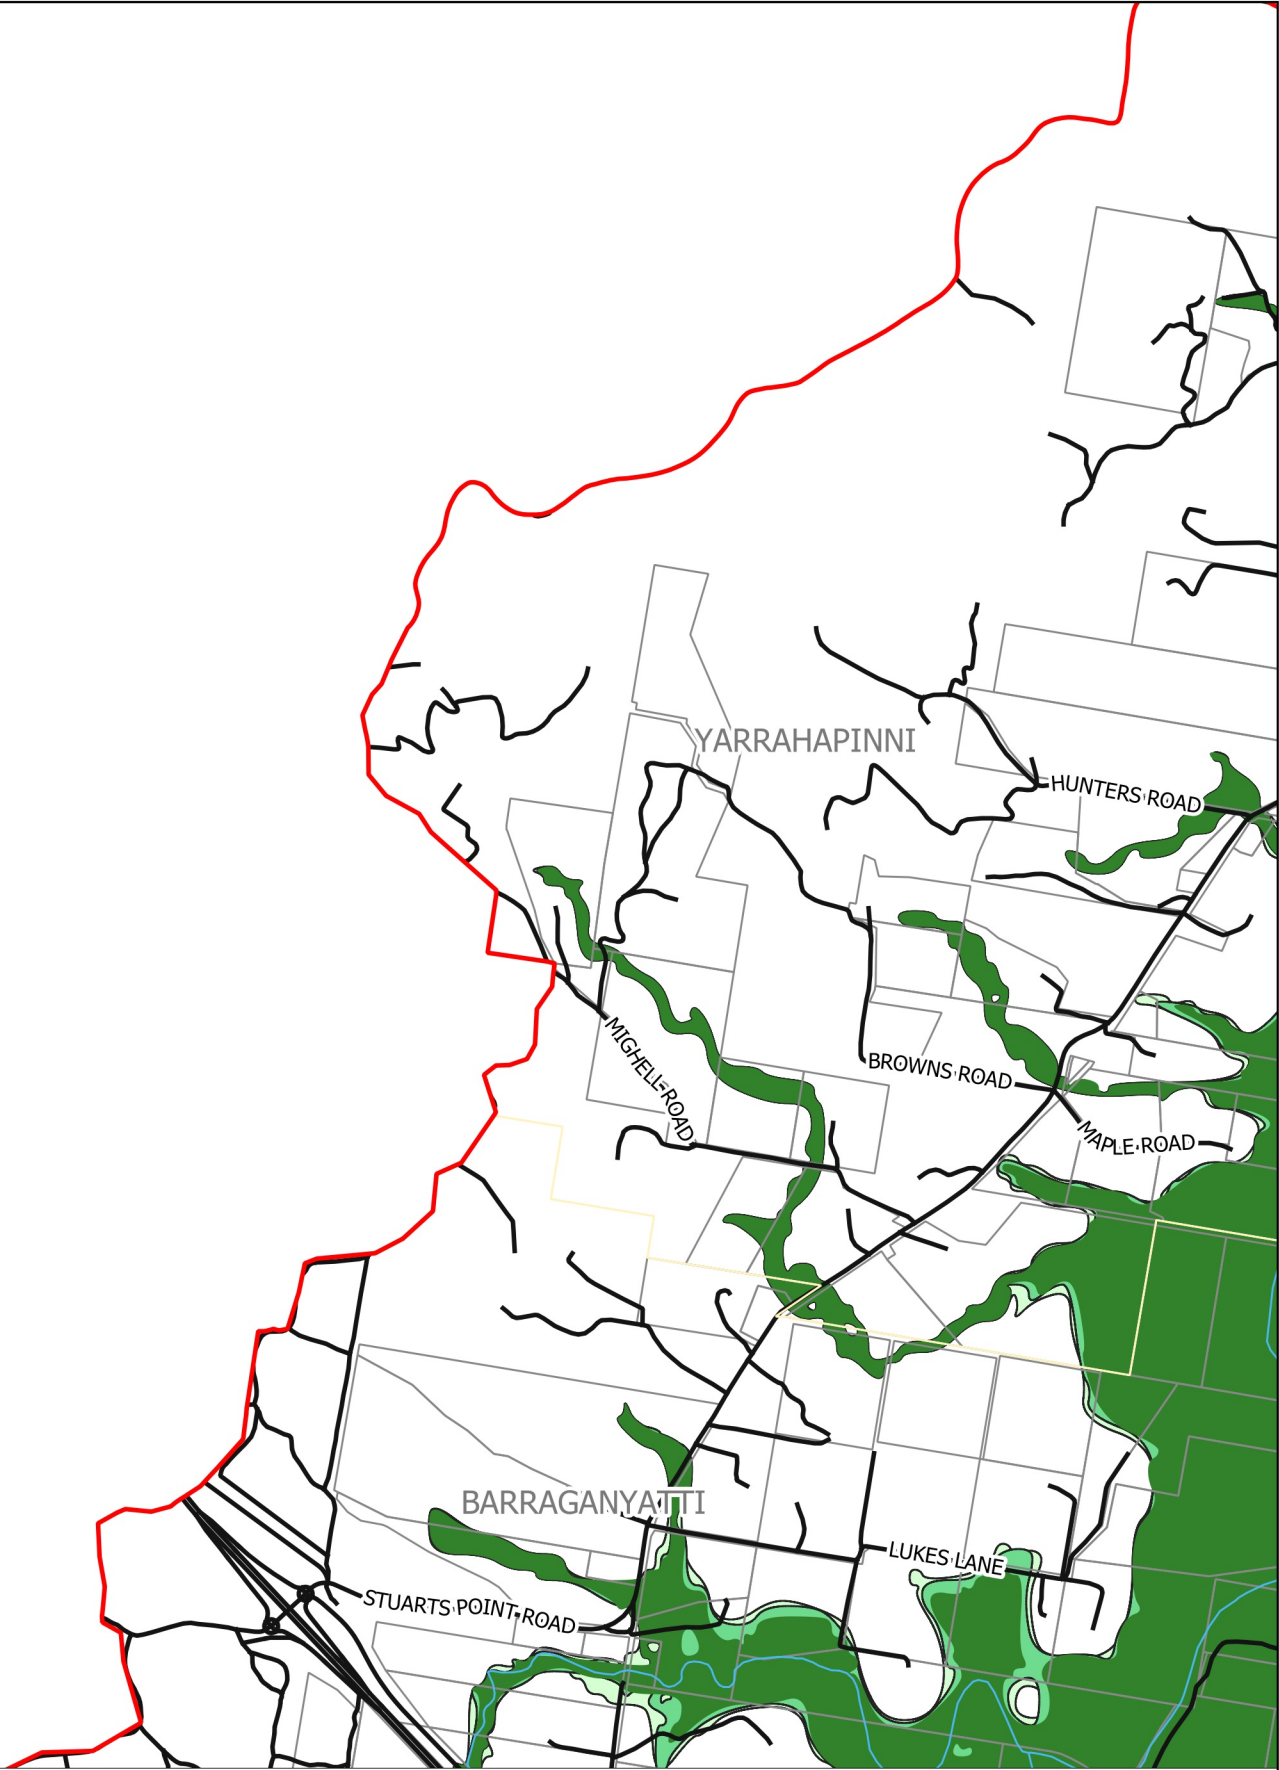 YARRAHAPINNI
HUNTERS ROAD
MIGHELL ROAD
BROWNS ROAD
MAPLE ROAD
BARRAGANYATTI
LUKES LANE
STUARTS POINT ROAD